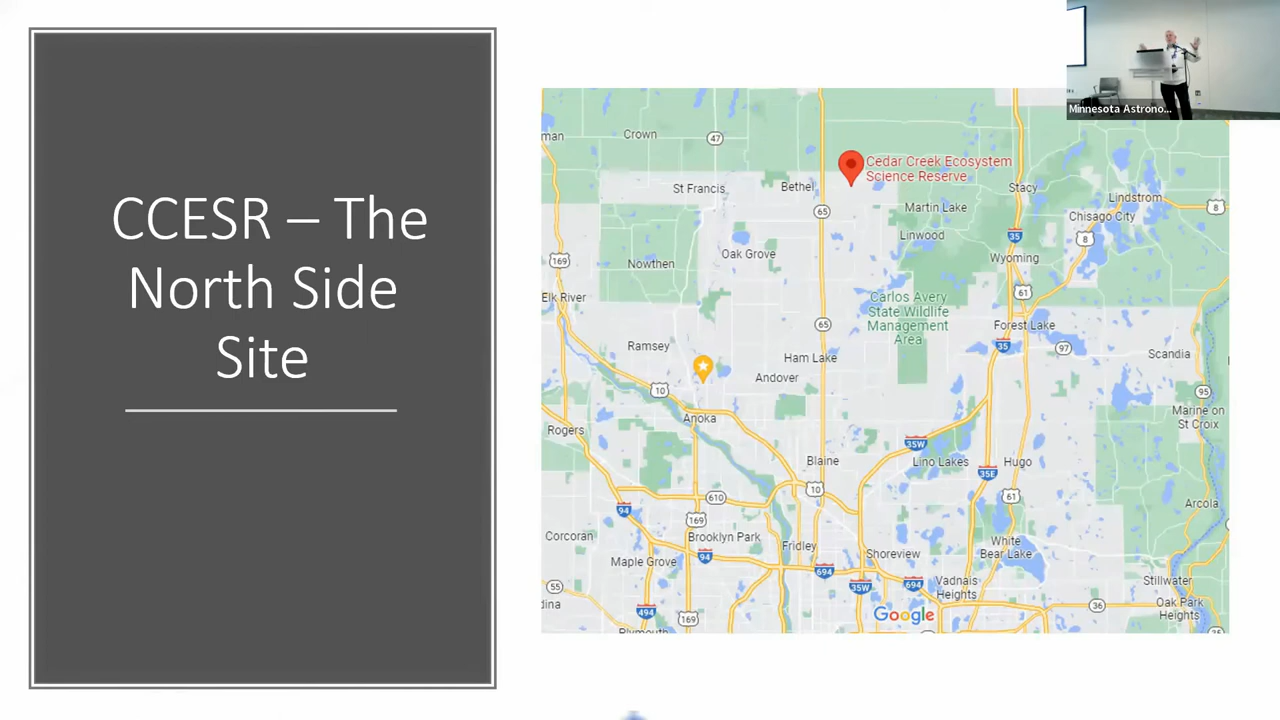 CCESR – The
North Side
Site
Minnesota Astrono...
man
Crown
47
Cedar Creek Ecosystem
Science Reserve
St Francis
Bethel
Stacy
Lindstrom
8
65
Martin Lake
Chisago City
Linwood
35
8
Oak Grove
Wyoming
169
Nowthen
61
Elk River
Carlos Avery
State Wildlife
Management
Area
65
Forest Lake
Ramsey
35
97
Scandia
Ham Lake
Andover
10
95
Anoka
Marine on
St Croix
Rogers
35W
Blaine
Lino Lakes
Hugo
35E
10
61
610
94
Arcola
169
Corcoran
Brooklyn Park
Fridley
White
Bear Lake
Maple Grove
94
Shoreview
694
35W
694
Vadnais
Heights
Stillwater
55
dina
494
169
Google
36
Oak Park
Heights
Plymouth
35